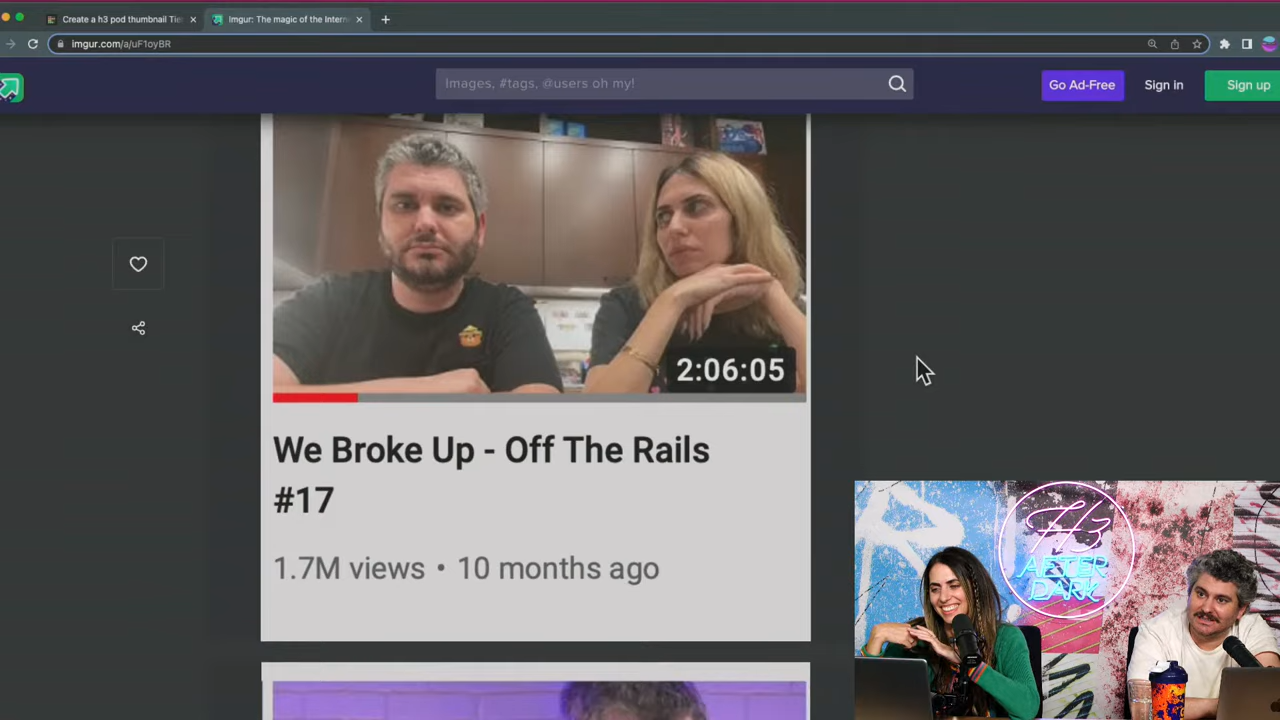 Create a h3 pod thumbnail Tie
Imgur: The magic of the Intern
imgur.com/a/uF1oyBR
Images, #tags, @users oh my!
Go Ad-Free
Sign in
Sign up
2:06:05
We Broke Up - Off The Rails
#17
1.7M views • 10 months ago
H3
AFTER
DARK